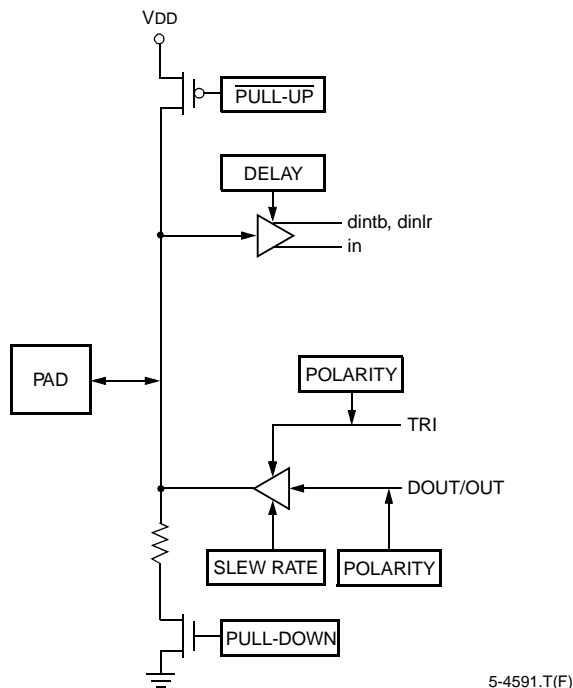 VDD
PULL-UP
DELAY
dintb, dinlr
in
PAD
POLARITY
TRI
DOUT/OUT
SLEW RATE
POLARITY
PULL-DOWN
5-4591.T(F)